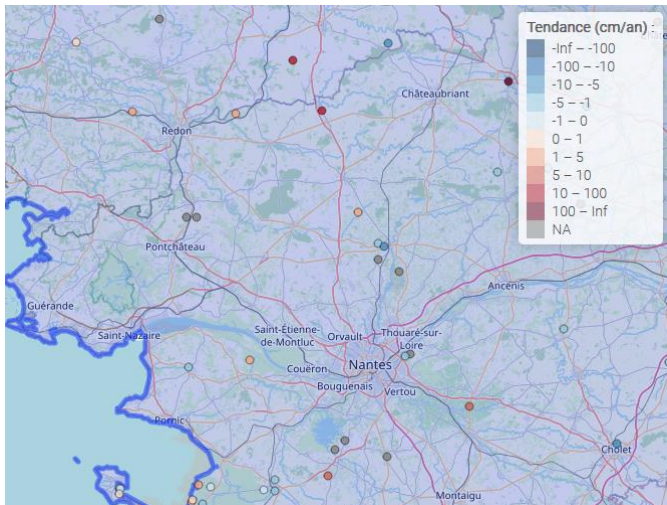 Tendance (cm/an) :
-Inf – -100
-100 – -10
-10 – -5
-5 – -1
-1 – 0
0 – 1
1 – 5
5 – 10
10 – 100
100 – Inf
NA
Châteaubriant
Redon
Pontchâteau
Ancenis
Guérande
Saint-Nazaire
Saint-Étienne-
de-Montluc
Orvault
Thouaré-sur-
Loire
Couëron
Nantes
Bouguenais
Vertou
Pornic
Cholet
Montaigu